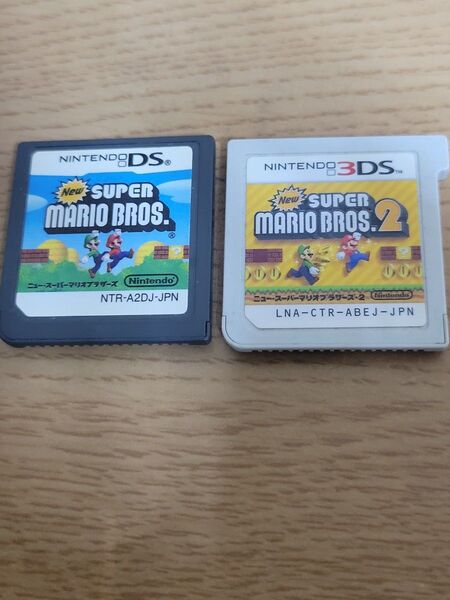 NINTENDO DS®
New
SUPER
MARIO BROS.®
ニュー・スーパーマリオブラザーズ
Nintendo®
NTR-A2DJ-JPN
NINTENDO 3DS™
New
SUPER
MARIO BROS. 2
ニュー・スーパーマリオブラザーズ・2
Nintendo®
LNA-CTR-ABEJ-JPN